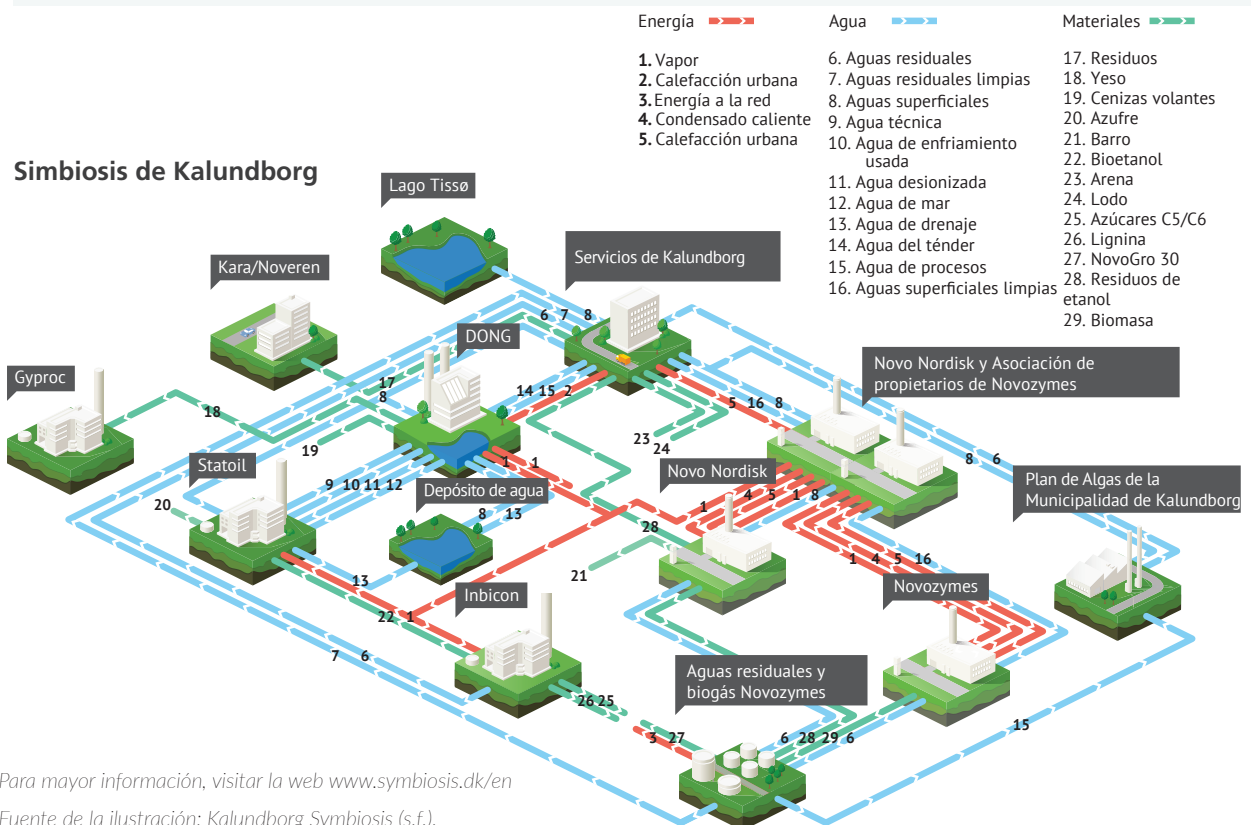 Energía
1. Vapor
2. Calefacción urbana
3. Energía a la red
4. Condensado caliente
5. Calefacción urbana
Agua
6. Aguas residuales
7. Aguas residuales limpias
8. Aguas superficiales
9. Agua técnica
10. Agua de enfriamiento
usada
11. Agua desionizada
12. Agua de mar
13. Agua de drenaje
14. Agua del ténder
15. Agua de procesos
16. Aguas superficiales limpias
Materiales
17. Residuos
18. Yeso
19. Cenizas volantes
20. Azufre
21. Barro
22. Bioetanol
23. Arena
24. Lodo
25. Azúcares C5/C6
26. Lignina
27. NovoGro 30
28. Residuos de
etanol
29. Biomasa
Simbiosis de Kalundborg
Lago Tissø
Servicios de Kalundborg
Kara/Noveren
6 7 8
DONG
Novo Nordisk y Asociación de
propietarios de Novozymes
Gyproc
17
8
14 15 2
5 16 8
18
23
24
19
8 6
Statoil
1 1
Novo Nordisk
Plan de Algas de la
Municipalidad de Kalundborg
9 10 11 12
Depósito de agua
1 4 5 1 8
20
8 13
28
1 4 5 16
13
21
Inbicon
Novozymes
22 1
7 6
Aguas residuales y
biogás Novozymes
26 25
15
3 27
6 28 29 6
Para mayor información, visitar la web www.symbiosis.dk/en
Fuente de la ilustración: Kalundborg Symbiosis (s.f.).